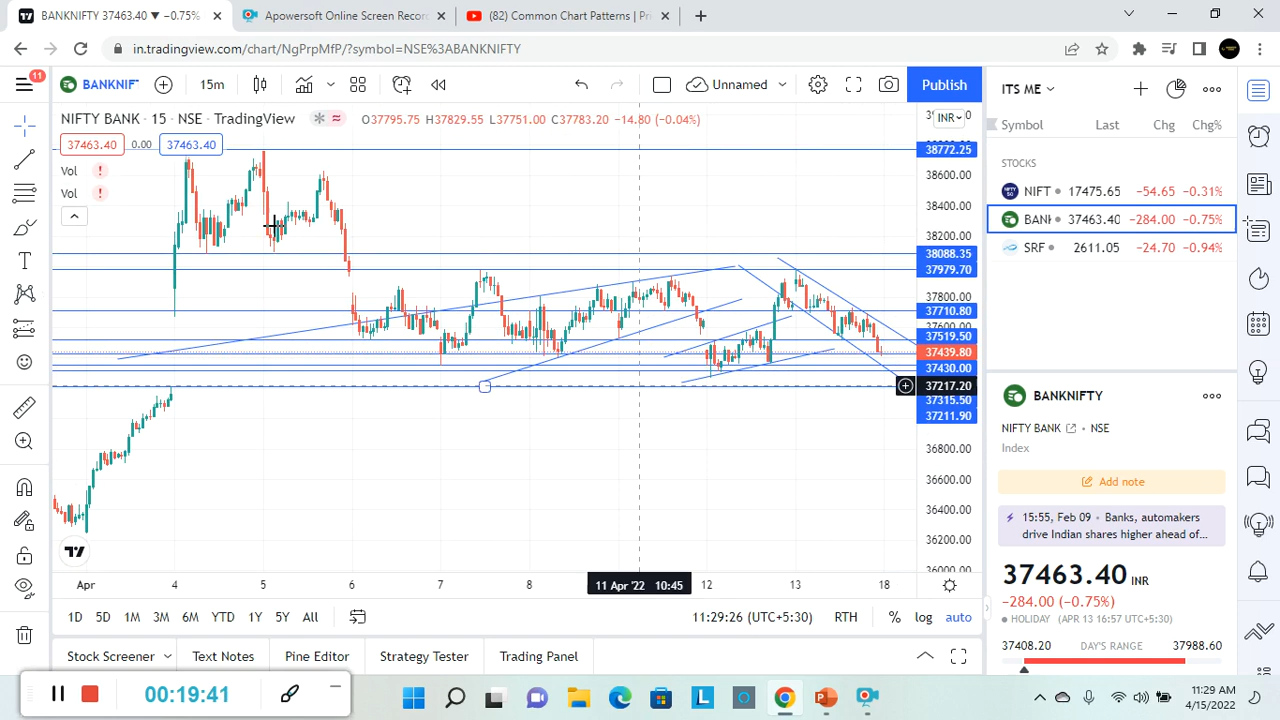 BANKNIFTY 37463.40 ▼ −0.75%
Apowersoft Online Screen Recor
(82) Common Chart Patterns | Pri
in.tradingview.com/chart/NgPrpMfP/?symbol=NSE%3ABANKNIFTY
11
BANKNIF
15m
Unnamed
Publish
ITS ME
NIFTY BANK • 15 • NSE • TradingView
O37795.75 H37829.55 L37751.00 C37783.20 −14.80 (−0.04%)
INR
37463.40 0.00 37463.40
Vol
Vol
38772.25
38600.00
38400.00
38200.00
38088.35
37979.70
37800.00
37710.80
37600.00
37519.50
37439.80
37430.00
37217.20
37315.50
37211.90
36800.00
36600.00
36400.00
36200.00
36000.00
Apr 4 5 6 7 8 11 Apr '22 10:45 12 13 18
1D 5D 1M 3M 6M YTD 1Y 5Y All
11:29:26 (UTC+5:30) RTH % log auto
Stock Screener Text Notes Pine Editor Strategy Tester Trading Panel
Symbol Last Chg Chg%
STOCKS
NIFT 17475.65 −54.65 −0.31%
BANK 37463.40 −284.00 −0.75%
SRF 2611.05 −24.70 −0.94%
BANKNIFTY
NIFTY BANK • NSE
Index
Add note
15:55, Feb 09 • Banks, automakers
drive Indian shares higher ahead of…
37463.40 INR
−284.00 (−0.75%)
HOLIDAY (APR 13 16:57 UTC+5:30)
37408.20 DAY'S RANGE 37988.60
00:19:41
11:29 AM
4/15/2022